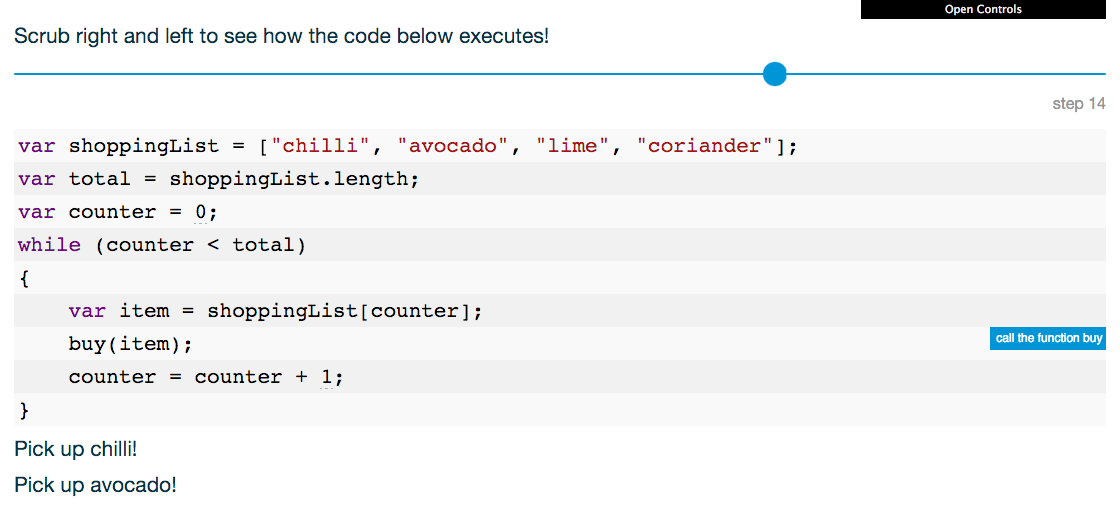 Open Controls
Scrub right and left to see how the code below executes!
step 14
var shoppingList = ["chilli", "avocado", "lime", "coriander"];
var total = shoppingList.length;
var counter = 0;
while (counter < total)
{
    var item = shoppingList[counter];
    buy(item); call the function buy
    counter = counter + 1;
}
Pick up chilli!
Pick up avocado!